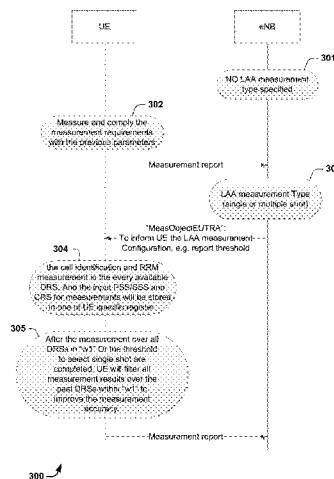 UE
eNB
301
NO LAA measurement
type specified
302
Measure and comply the
measurement requirements
with the previous parameters
Measurement report
30
LAA measurement Type
(single or multiple shot)
"MeasObjectEUTRA":
To inform UE the LAA measurement
Configuration, e.g. report threshold
304
the cell identification and RRM
measurement in the every available
DRS. And the input PSS/SSS and
CRS for measurements will be stored
in one of UE specific register
305
After the measurement over all
DRSs in "w1" Or the threshold
to select single shot are
completed, UE will filter all
measurement results over the
past DRSs within "w1" to
improve the measurement
accuracy.
Measurement report
300